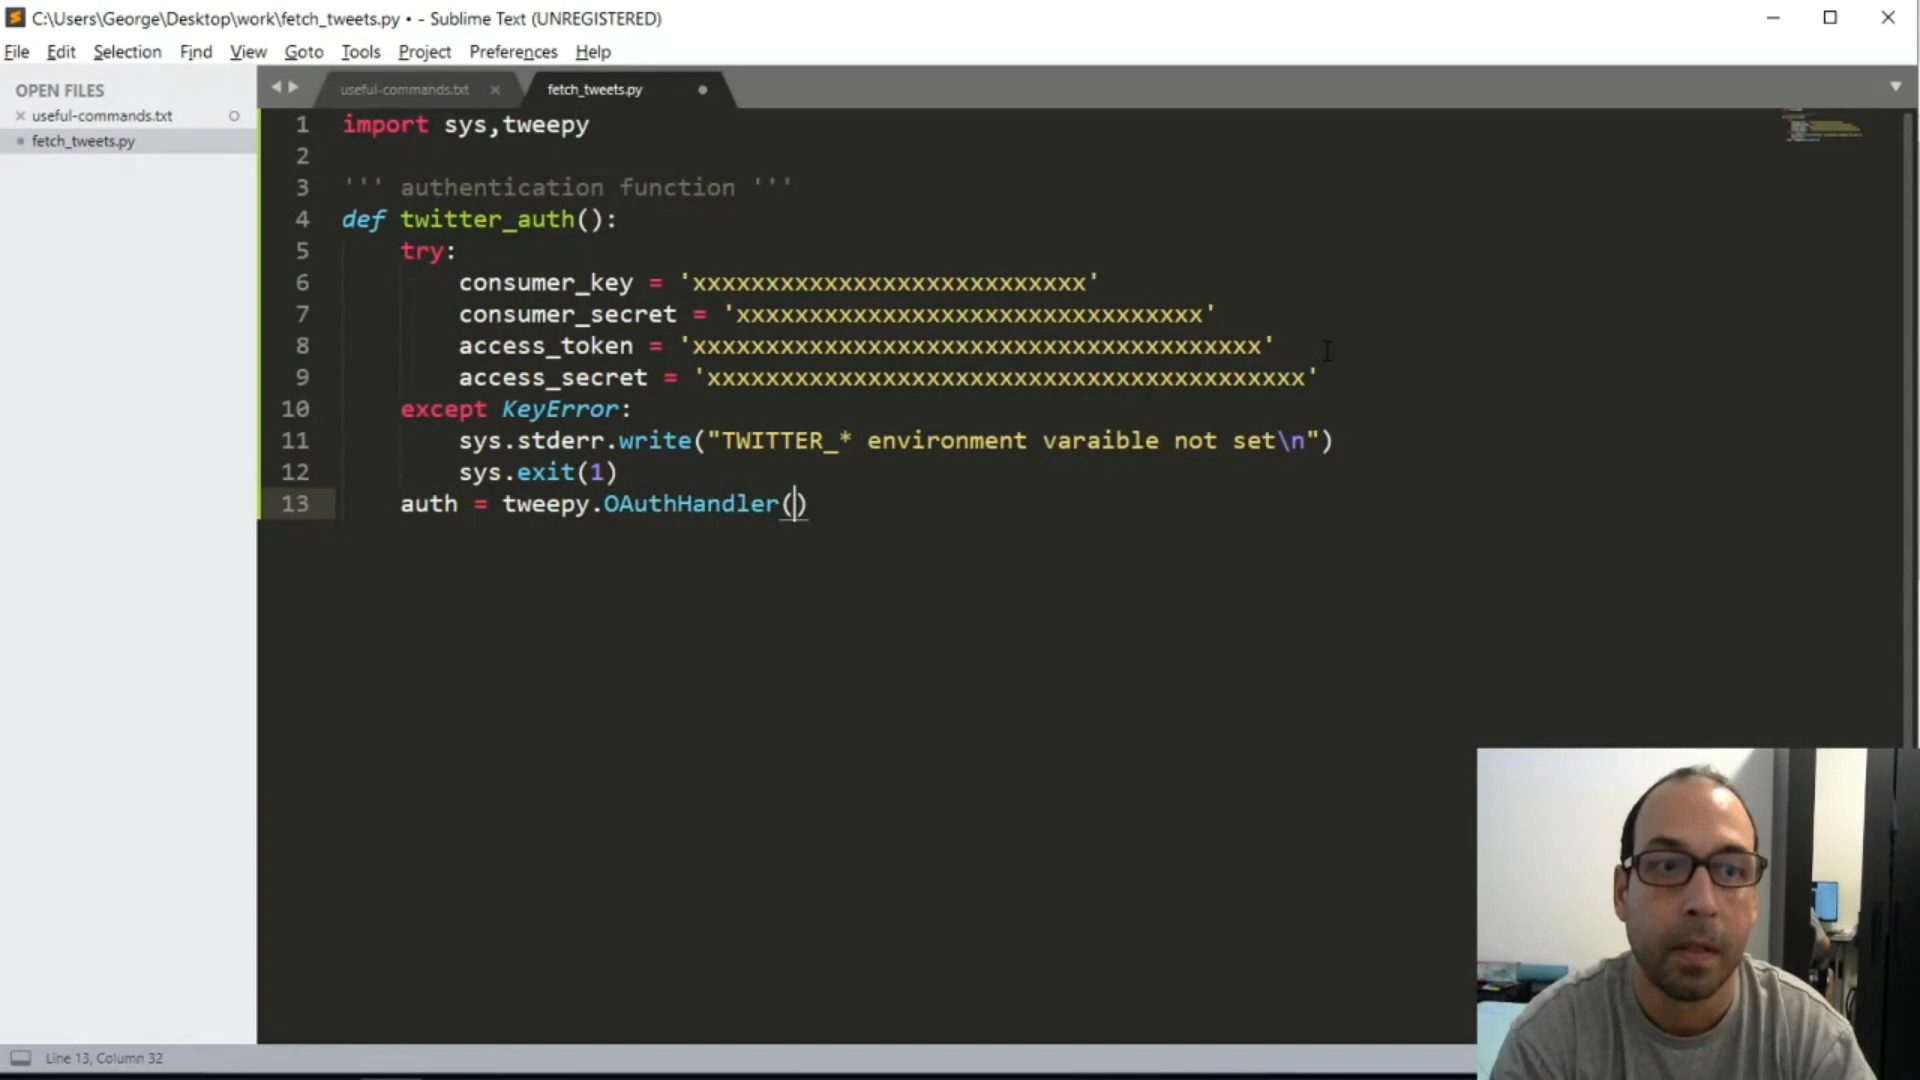 C:\Users\George\Desktop\work\fetch_tweets.py • - Sublime Text (UNREGISTERED)
File Edit Selection Find View Goto Tools Project Preferences Help
OPEN FILES
useful-commands.txt
fetch_tweets.py
useful-commands.txt
fetch_tweets.py
1 import sys,tweepy
2
3 ''' authentication function '''
4 def twitter_auth():
5 try:
6 consumer_key = 'xxxxxxxxxxxxxxxxxxxxxxxxxxx'
7 consumer_secret = 'xxxxxxxxxxxxxxxxxxxxxxxxxxxxxxxx'
8 access_token = 'xxxxxxxxxxxxxxxxxxxxxxxxxxxxxxxxxxxxxxx'
9 access_secret = 'xxxxxxxxxxxxxxxxxxxxxxxxxxxxxxxxxxxxxxxxx'
10 except KeyError:
11 sys.stderr.write("TWITTER_* environment varaible not set\n")
12 sys.exit(1)
13 auth = tweepy.OAuthHandler()
Line 13, Column 32